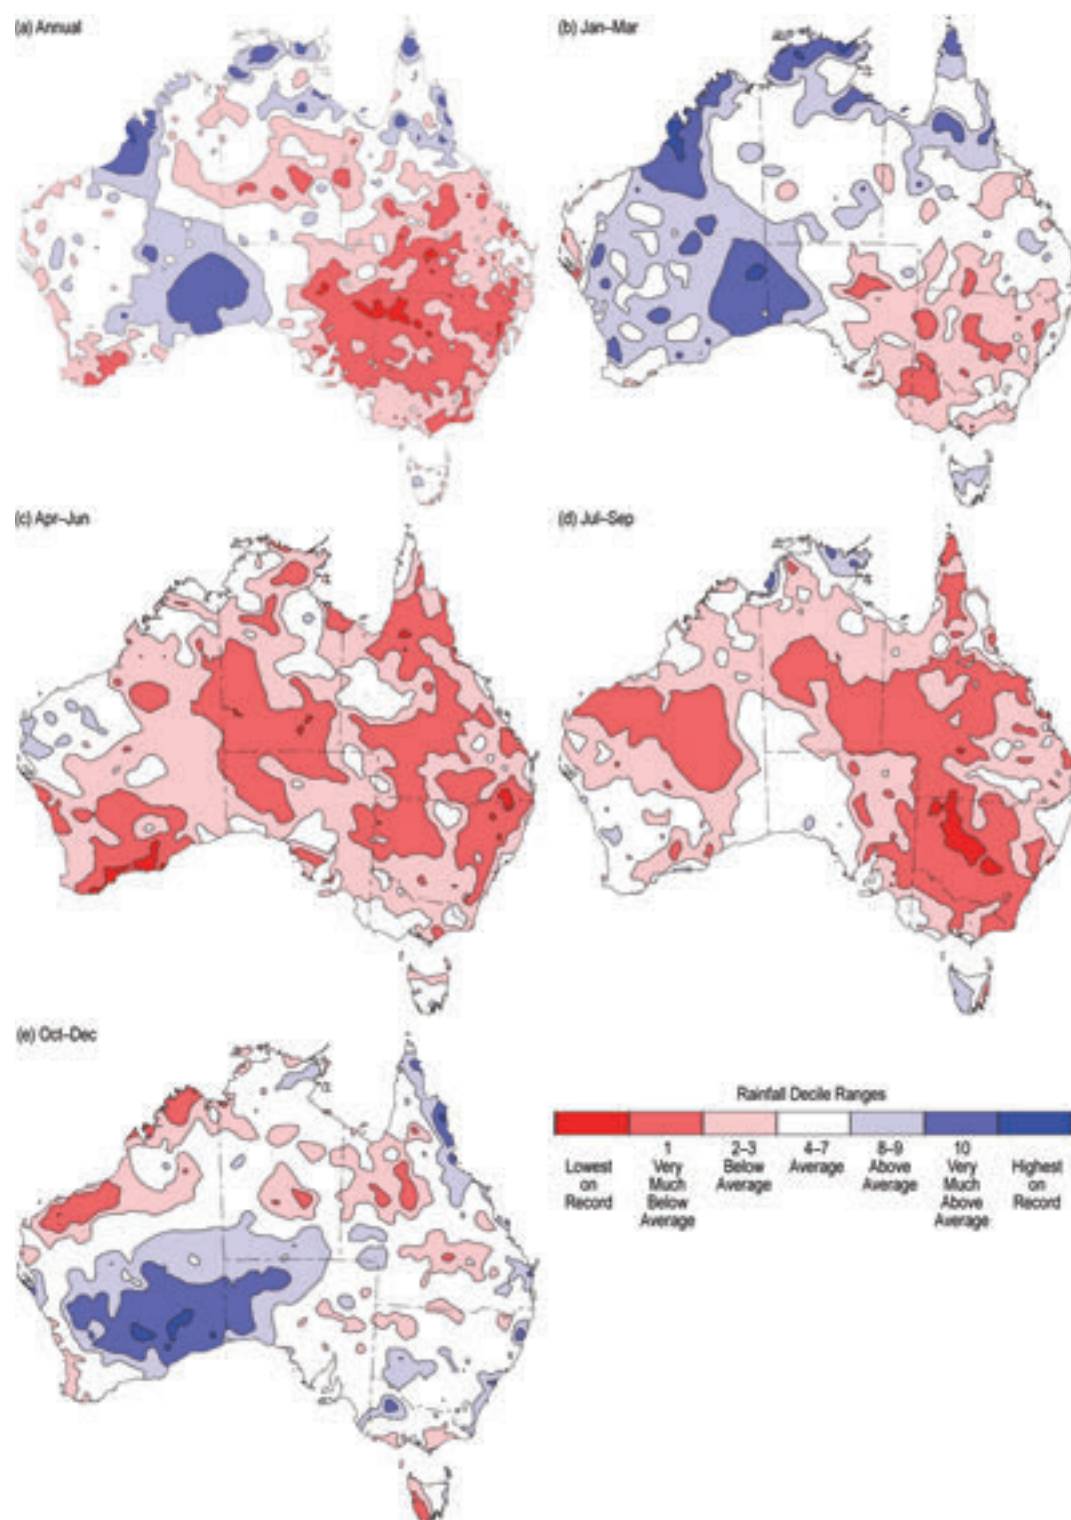 (a) Annual
(b) Jan–Mar
(c) Apr–Jun
(d) Jul–Sep
(e) Oct–Dec
Rainfall Decile Ranges
Lowest
on
Record
1
Very
Much
Below
Average
2–3
Below
Average
4–7
Average
8–9
Above
Average
10
Very
Much
Above
Average
Highest
on
Record